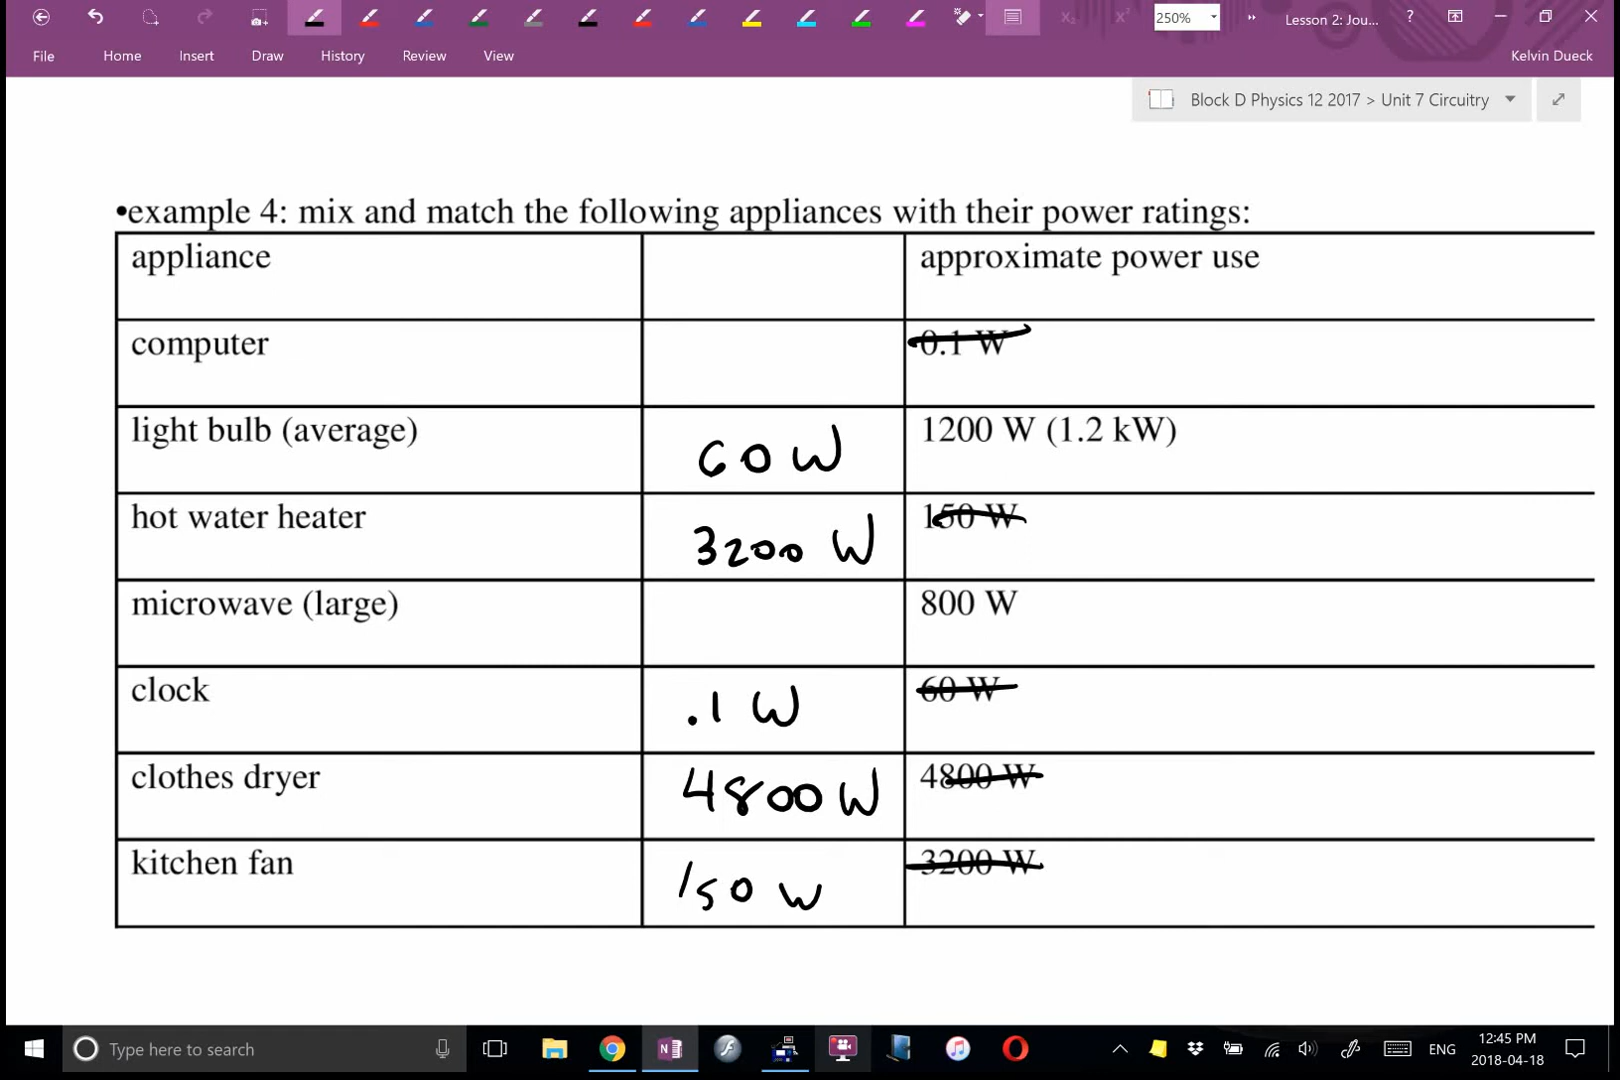 250%
Lesson 2: Jou...
?
File
Home
Insert
Draw
History
Review
View
Kelvin Dueck
Block D Physics 12 2017 > Unit 7 Circuitry
•example 4: mix and match the following appliances with their power ratings:
appliance
approximate power use
computer
0.1 W
light bulb (average)
60 W
1200 W (1.2 kW)
hot water heater
3200 W
150 W
microwave (large)
800 W
clock
.1 W
60 W
clothes dryer
4800 W
4800 W
kitchen fan
150 W
3200 W
Type here to search
ENG
12:45 PM
2018-04-18